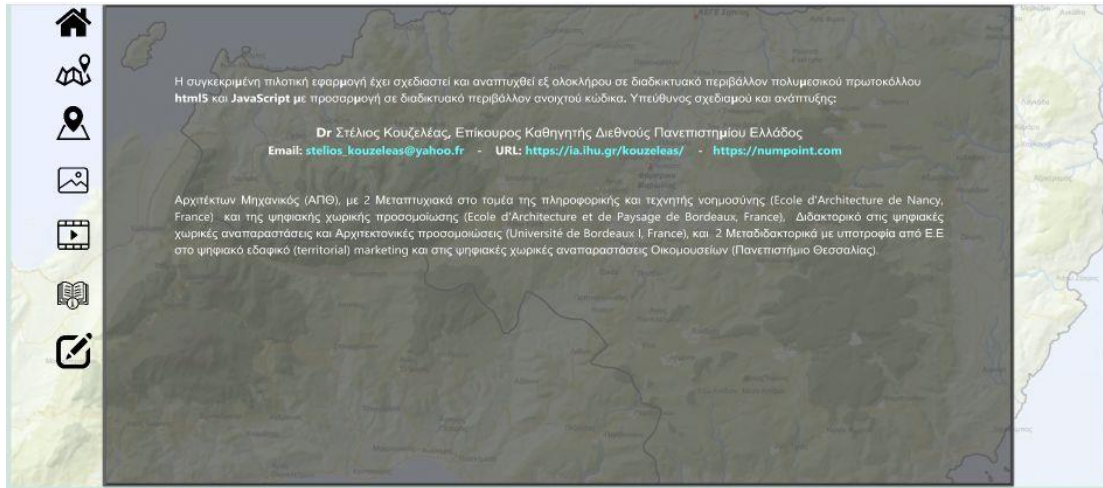 Η συγκεκριμένη πιλοτική εφαρμογή έχει σχεδιαστεί και αναπτυχθεί εξ ολοκλήρου σε διαδικτυακό περιβάλλον πολυμεσικού πρωτοκόλλου
html5 και JavaScript με προσαρμογή σε διαδικτυακό περιβάλλον ανοιχτού κώδικα. Υπεύθυνος σχεδιαμού και ανάπτυξης:
Dr Στέλιος Κουζελέας, Επίκουρος Καθηγητής Διεθνούς Πανεπιστημίου Ελλάδος
Email: stelios_kouzeleas@yahoo.fr - URL: https://ia.ihu.gr/kouzeleas/ - https://numpoint.com
Αρχιτέκτων Μηχανικός (ΑΠΘ), με 2 Μεταπτυχιακά στο τομέα της πληροφορικής και τεχνητής νοημοσύνης (Ecole d'Architecture de Nancy,
France) και της ψηφιακής χωρικής προσομοίωσης (Ecole d'Architecture et de Paysage de Bordeaux, France), Διδακτορικό στις ψηφιακές
χωρικές αναπαραστάσεις και Αρχιτεκτονικές προσομοιώσεις (Université de Bordeaux I, France), και 2 Μεταδιδακτορικά με υποτροφία από Ε.Ε
στο ψηφιακό εδαφικό (territorial) marketing και στις ψηφιακές χωρικές αναπαραστάσεις Οικομουσείων (Πανεπιστήμιο Θεσσαλίας).